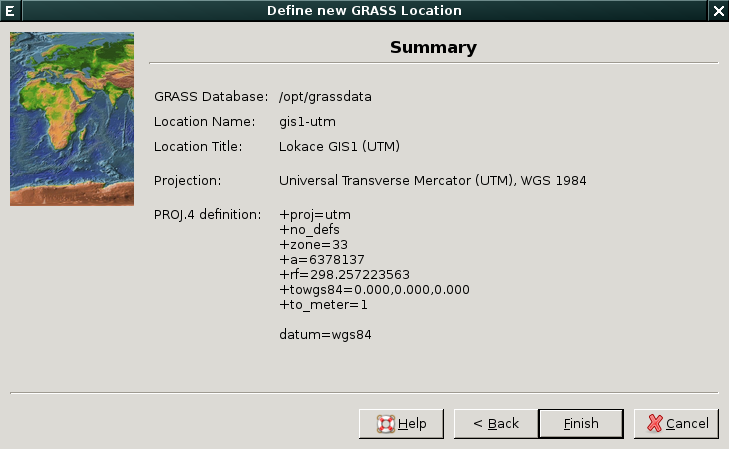 E Define new GRASS Location X
Summary
GRASS Database: /opt/grassdata
Location Name: gis1-utm
Location Title: Lokace GIS1 (UTM)
Projection: Universal Transverse Mercator (UTM), WGS 1984
PROJ.4 definition: +proj=utm
+no_defs
+zone=33
+a=6378137
+rf=298.257223563
+towgs84=0.000,0.000,0.000
+to_meter=1
datum=wgs84
Help < Back Finish Cancel